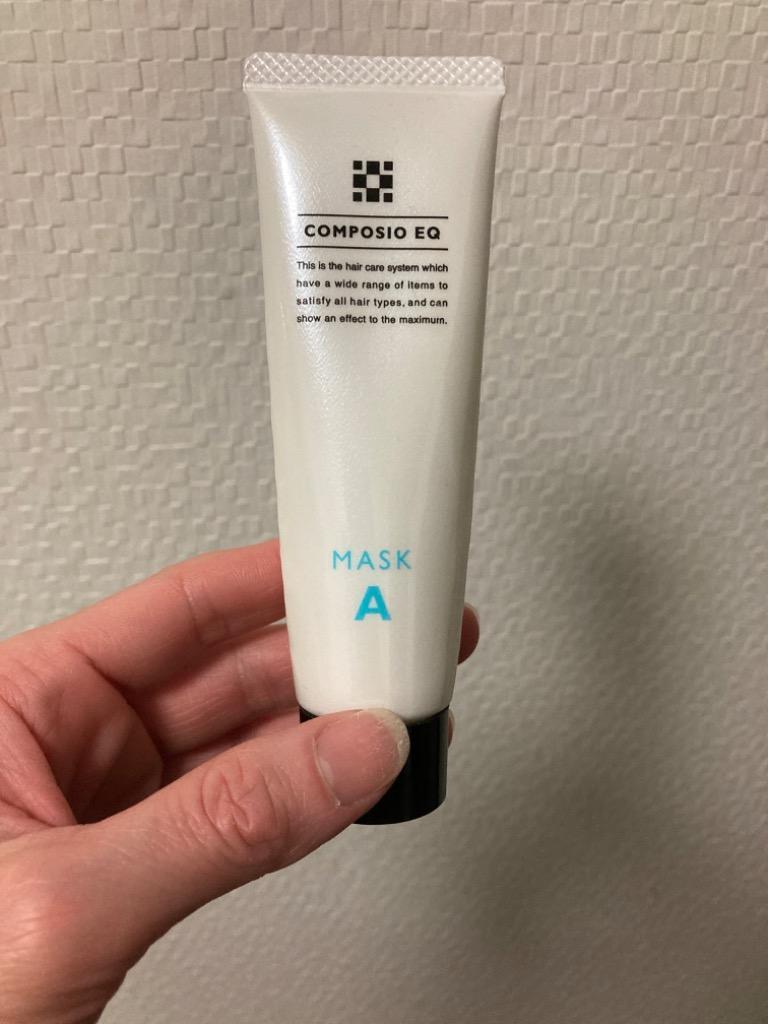 COMPOSIO EQ
This is the hair care system which
have a wide range of items to
satisfy all hair types, and can
show an effect to the maximum.
MASK
A